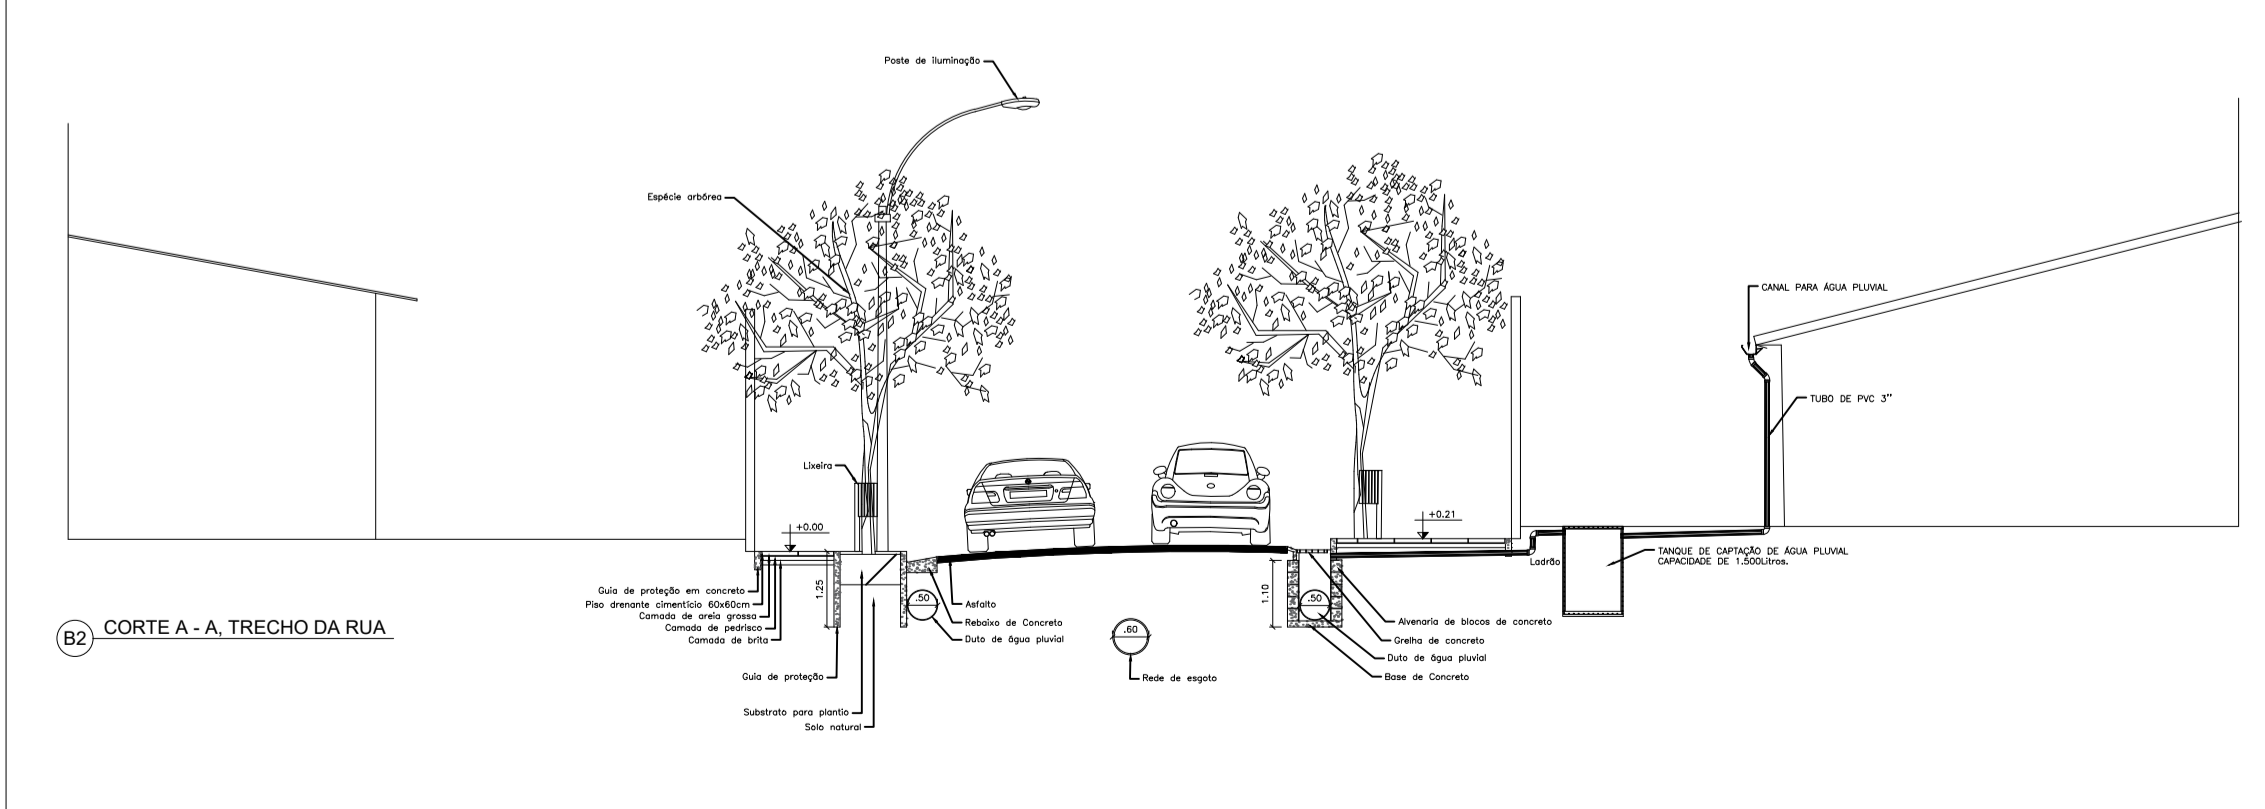 Poste de iluminação
Espécie arbórea
CANAL PARA ÁGUA PLUVIAL
TUBO DE PVC 3"
Lixeira
+0.00
+0.21
TANQUE DE CAPTAÇÃO DE ÁGUA PLUVIAL
CAPACIDADE DE 1.500Litros.
Ladrão
Guia de proteção em concreto
Piso drenante cimentício 60x60cm
Camada de areia grossa
Camada de pedrisco
Camada de brita
1.25
.50
Asfalto
Rebaixo de Concreto
Duto de água pluvial
1.10
.50
Alvenaria de blocos de concreto
Grelha de concreto
Duto de água pluvial
Base de Concreto
.60
Rede de esgoto
Guia de proteção
Substrato para plantio
Solo natural
B2 CORTE A - A, TRECHO DA RUA